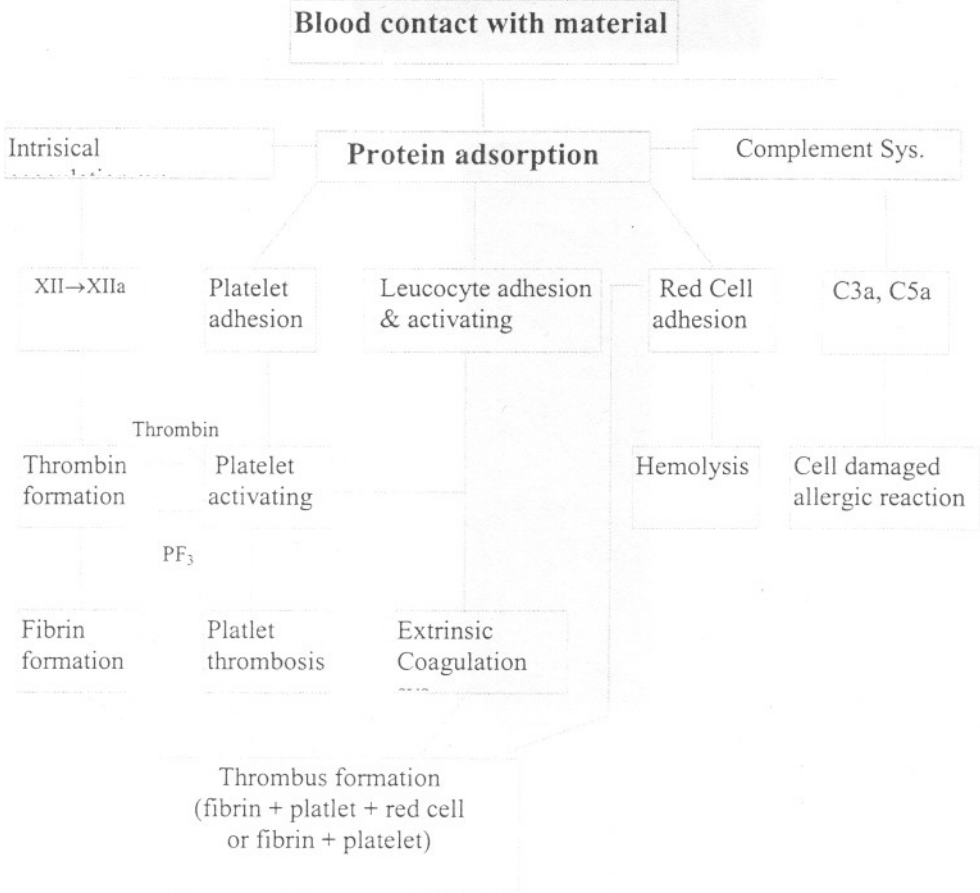 Blood contact with material
Intrisical
Protein adsorption
Complement Sys.
XII→XIIa
Platelet
adhesion
Leucocyte adhesion
& activating
Red Cell
adhesion
C3a, C5a
Thrombin
Thrombin
formation
Platelet
activating
Hemolysis
Cell damaged
allergic reaction
PF₃
Fibrin
formation
Platlet
thrombosis
Extrinsic
Coagulation
Thrombus formation
(fibrin + platlet + red cell
or fibrin + platelet)